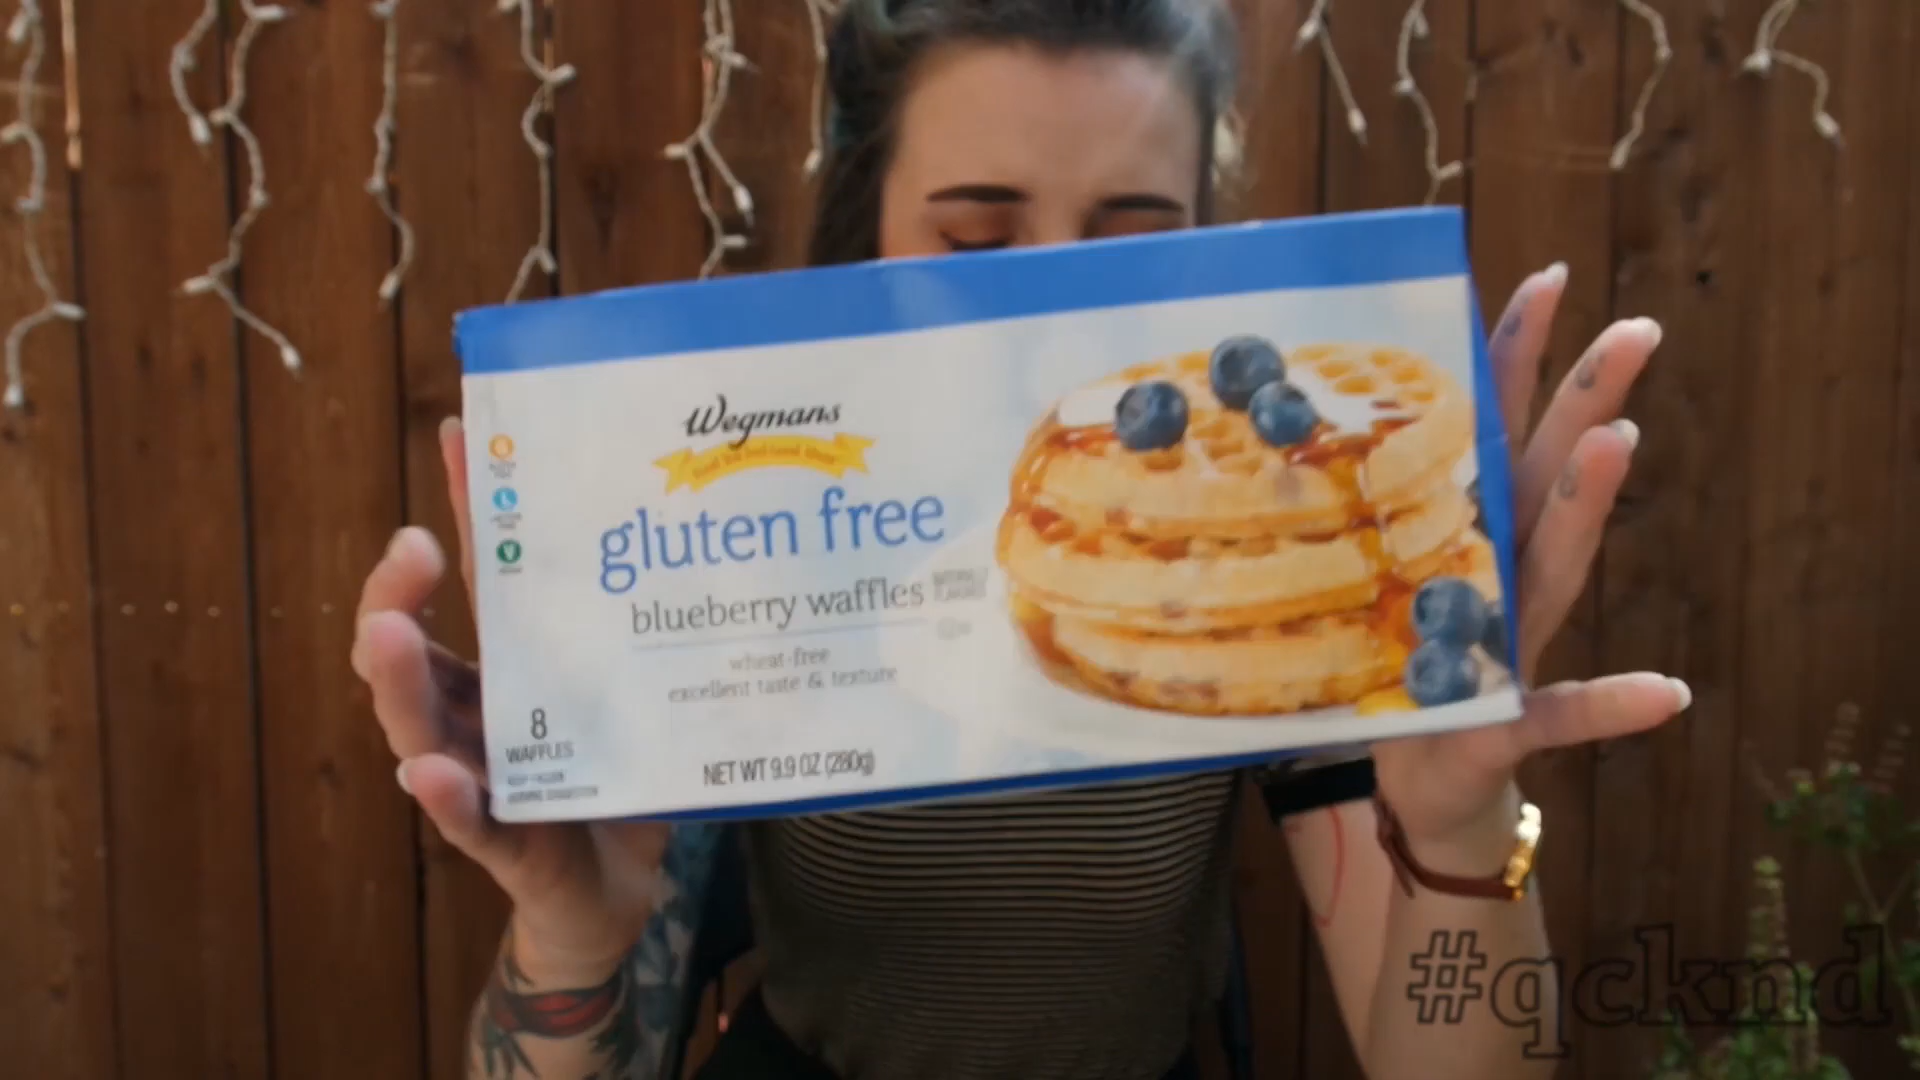 Wegmans
gluten free
blueberry waffles
wheat-free
excellent taste & texture
8
WAFFLES
NET WT 9.9 OZ (280g)
#qcknd